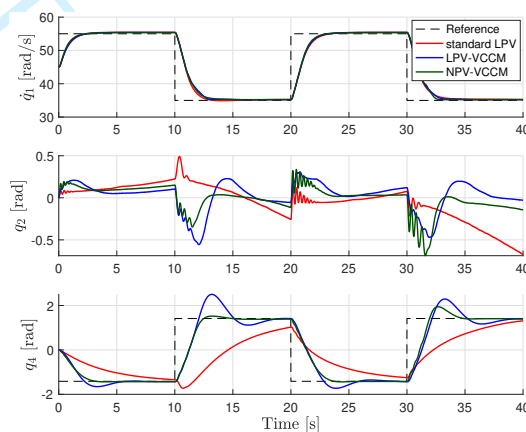 Reference
standard LPV
LPV-VCCM
NPV-VCCM
q̇₁ [rad/s]
60
50
40
30
0 5 10 15 20 25 30 35 40
q₂ [rad]
0.5
0
-0.5
0 5 10 15 20 25 30 35 40
q₄ [rad]
2
0
-2
0 5 10 15 20 25 30 35 40
Time [s]